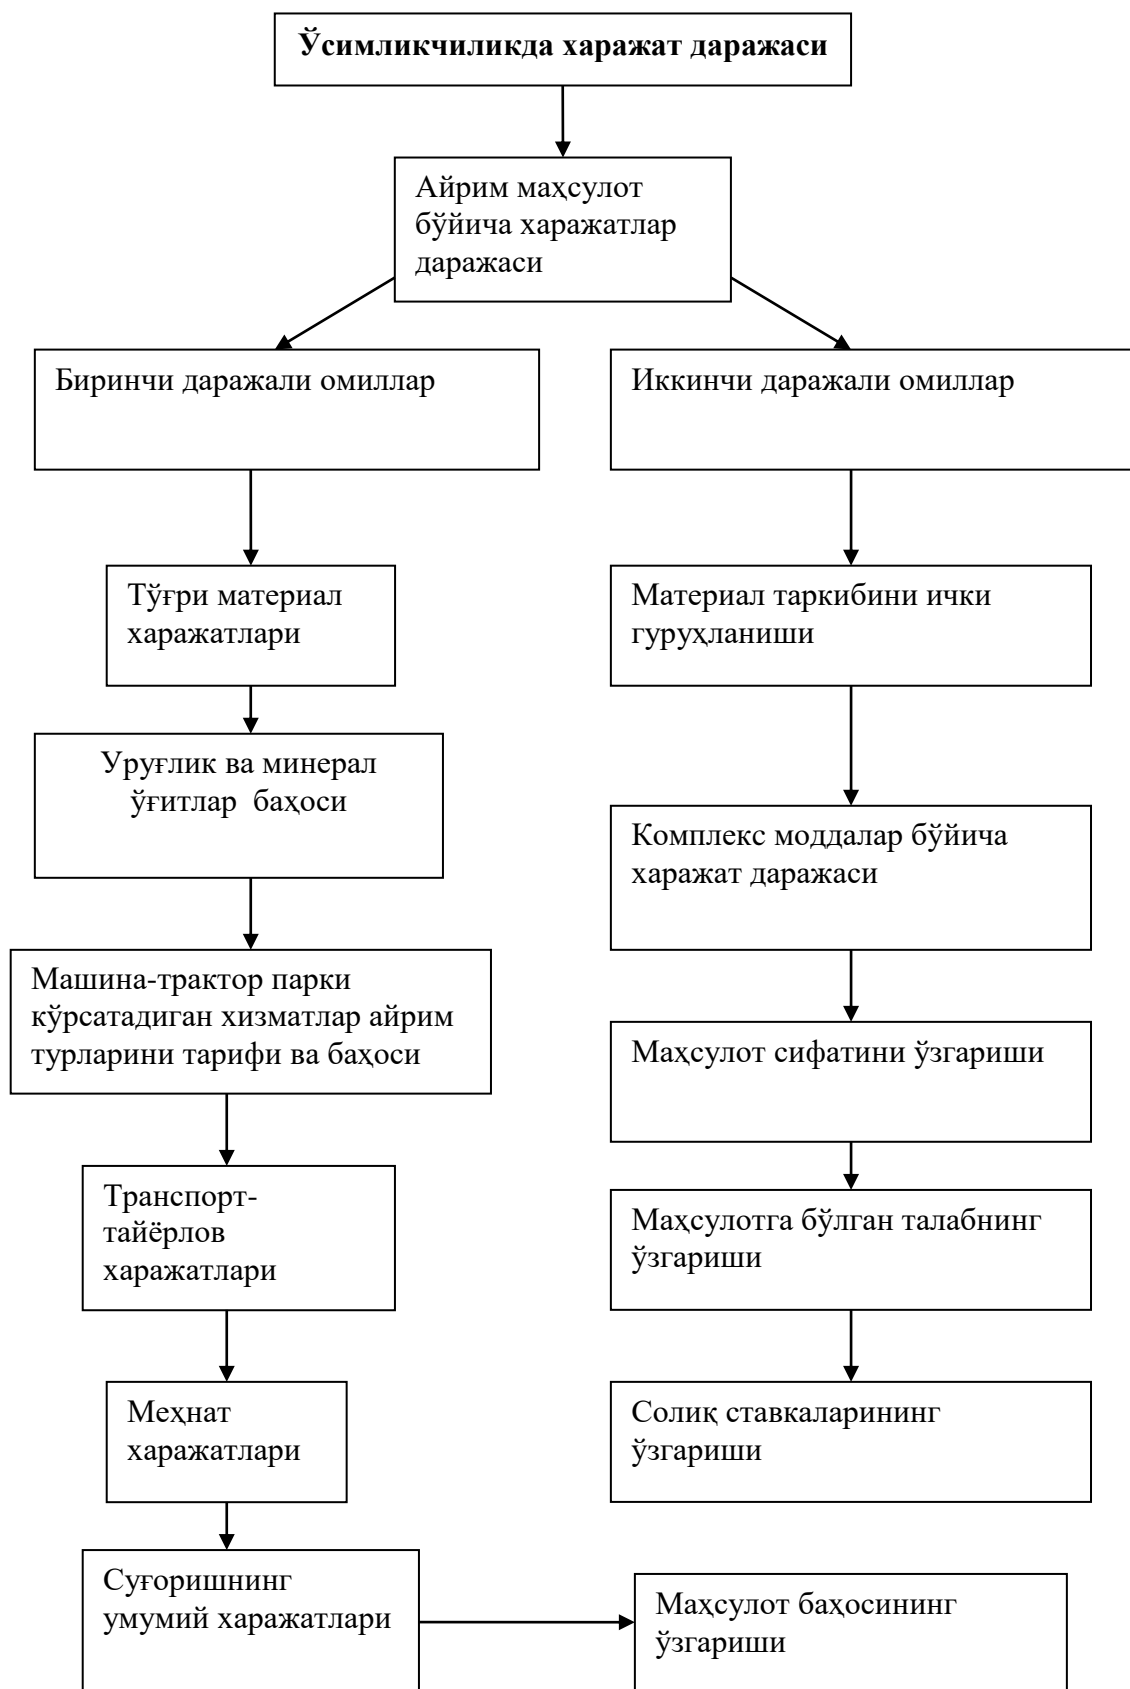 Ўсимликчиликда харажат даражаси
Айрим маҳсулот
бўйича харажатлар
даражаси
Биринчи даражали омиллар
Иккинчи даражали омиллар
Тўғри материал
харажатлари
Материал таркибини ички
гуруҳланиши
Уруғлик ва минерал
ўғитлар баҳоси
Комплекс моддалар бўйича
харажат даражаси
Машина-трактор парки
кўрсатадиган хизматлар айрим
турларини тарифи ва баҳоси
Маҳсулот сифатини ўзгариши
Транспорт-
тайёрлов
харажатлари
Маҳсулотга бўлган талабнинг
ўзгариши
Меҳнат
харажатлари
Солиқ ставкаларининг
ўзгариши
Суғоришнинг
умумий харажатлари
Маҳсулот баҳосининг
ўзгариши